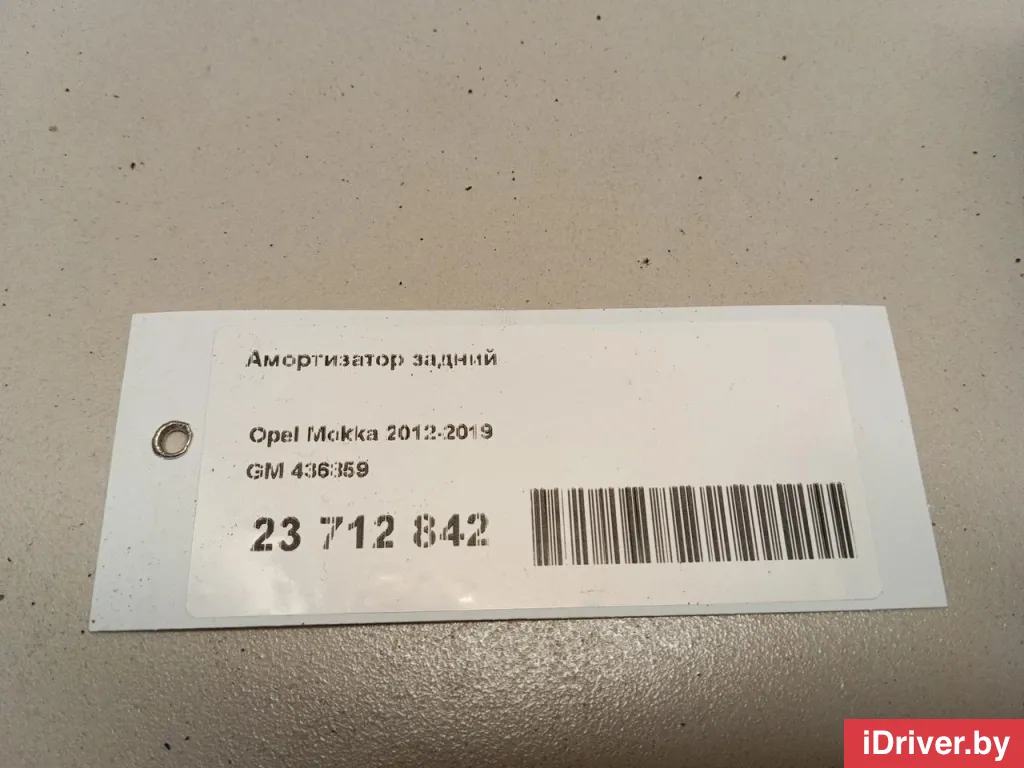 Амортизатор задний
Opel Mokka 2012-2019
GM 436359
23 712 842
iDriver.by